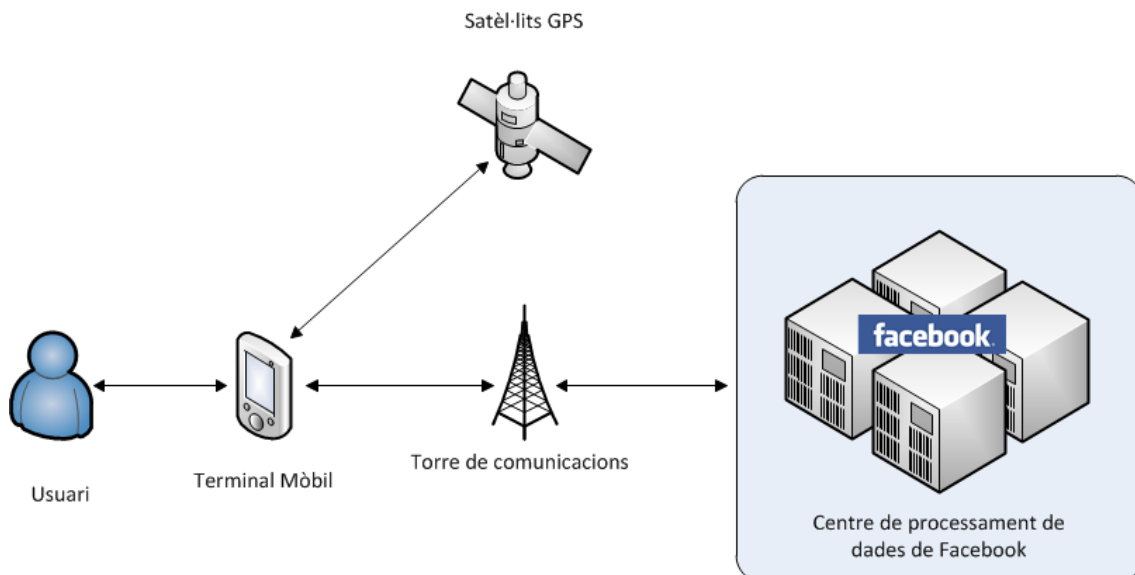 Satèl·lits GPS
facebook.
Usuari
Terminal Mòbil
Torre de comunicacions
Centre de processament de
dades de Facebook